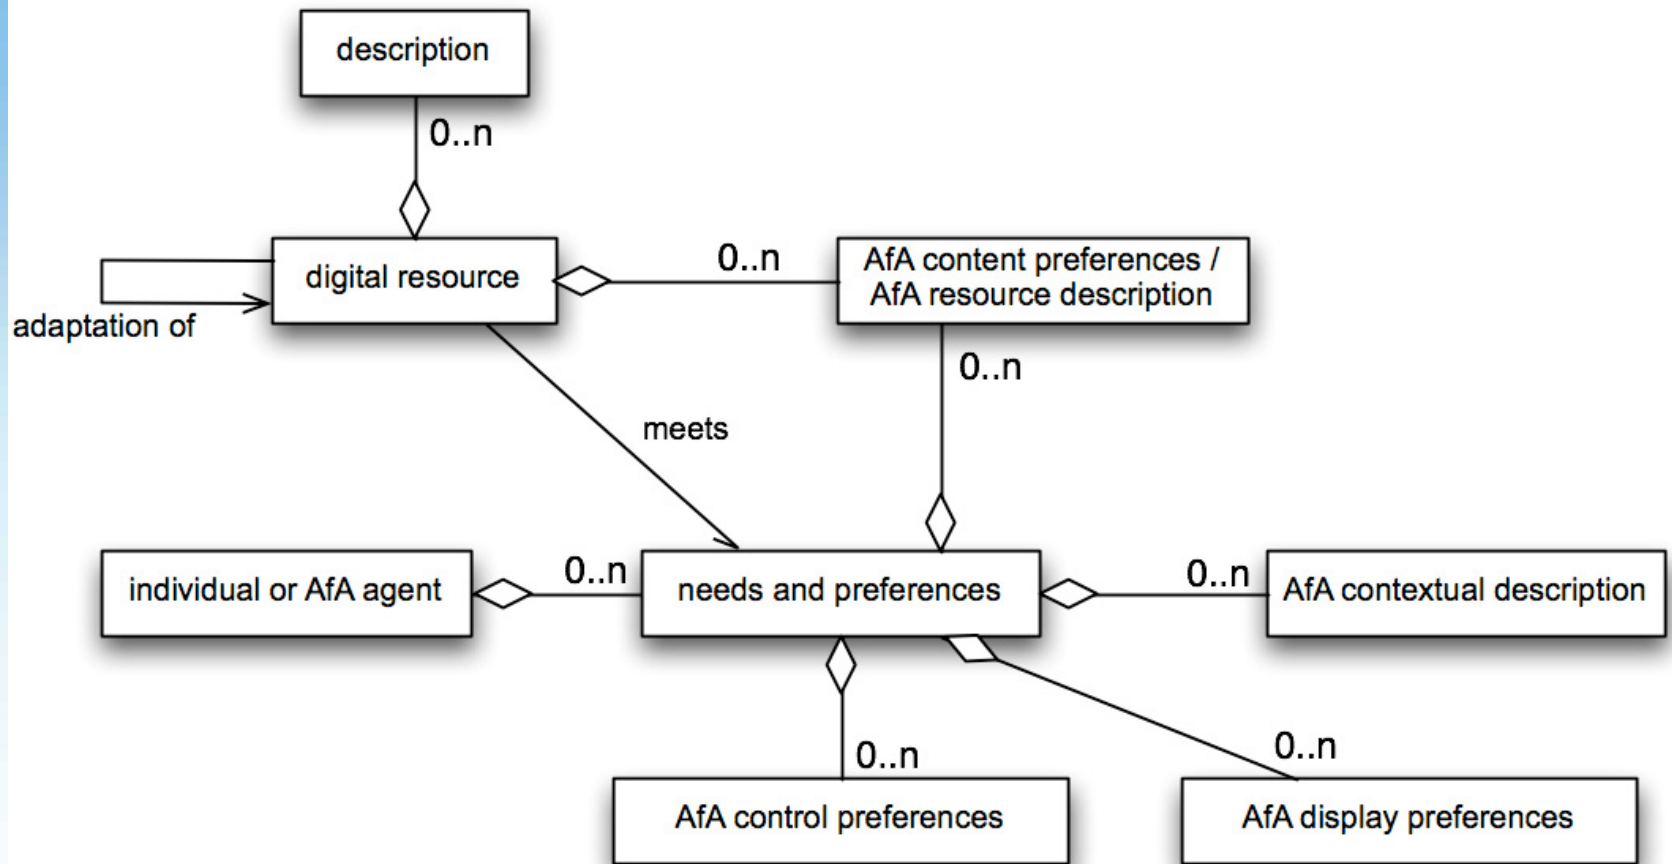 description
0..n
digital resource
0..n
AfA content preferences /
AfA resource description
adaptation of
0..n
meets
individual or AfA agent
0..n
needs and preferences
0..n
AfA contextual description
0..n
0..n
AfA control preferences
AfA display preferences